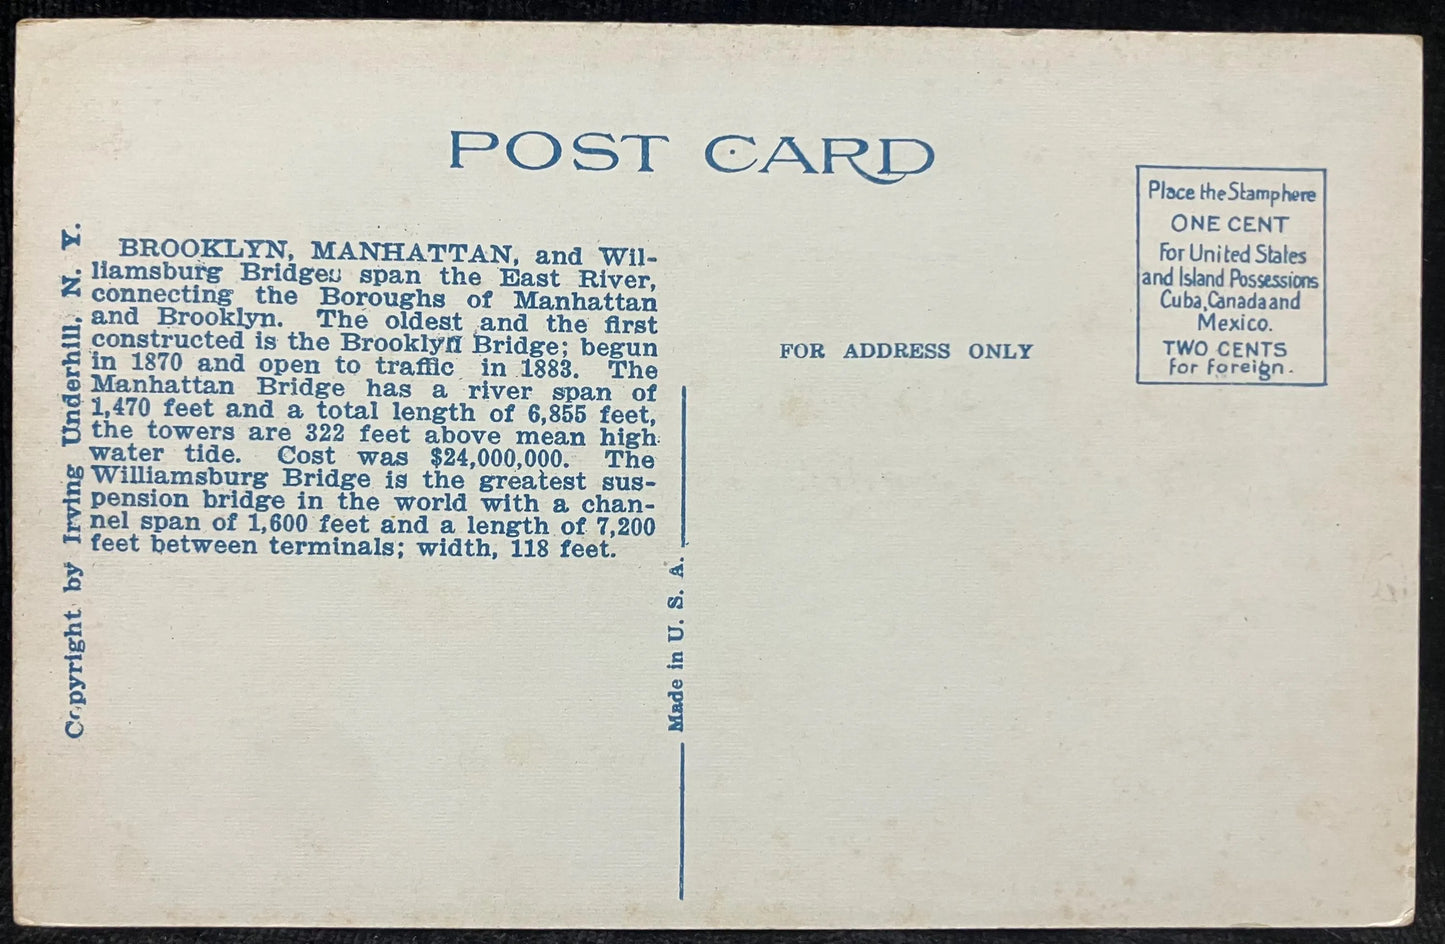 POST CARD
Copyright by Irving Underhill, N. Y.
BROOKLYN, MANHATTAN, and Wil-
liamsburg Bridges span the East River,
connecting the Boroughs of Manhattan
and Brooklyn. The oldest and the first
constructed is the Brooklyn Bridge; begun
in 1870 and open to traffic in 1883. The
Manhattan Bridge has a river span of
1,470 feet and a total length of 6,855 feet,
the towers are 322 feet above mean high
water tide. Cost was $24,000,000. The
Williamsburg Bridge is the greatest sus-
pension bridge in the world with a chan-
nel span of 1,600 feet and a length of 7,200
feet between terminals; width, 118 feet.
Made in U. S. A.
FOR ADDRESS ONLY
Place the Stamp here
ONE CENT
For United States
and Island Possessions
Cuba, Canada and
Mexico.
TWO CENTS
for foreign.